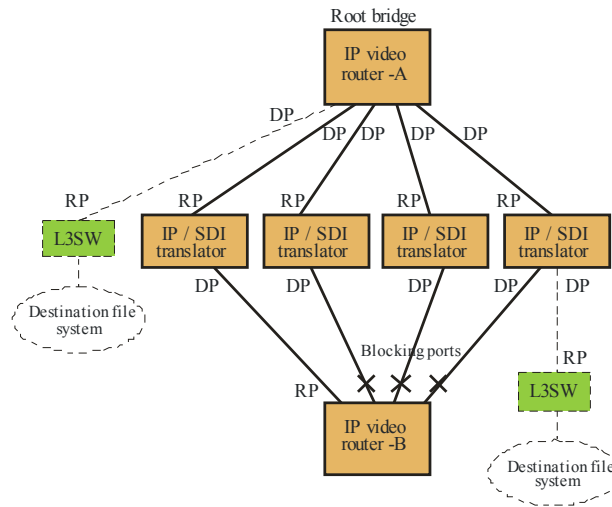 Root bridge
IP video
router -A
DP
DP
DP
DP
DP
RP
RP
RP
RP
RP
L3SW
IP / SDI
translator
IP / SDI
translator
IP / SDI
translator
IP / SDI
translator
DP
DP
DP
DP
DP
Destination file
system
Blocking ports
RP
RP
L3SW
IP video
router -B
Destination file
system